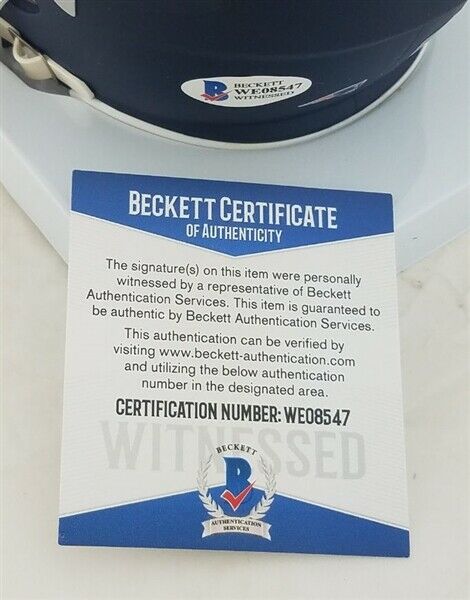 BECKETT
WE08547
WITNESSED
BECKETT CERTIFICATE
OF AUTHENTICITY
The signature(s) on this item were personally
witnessed by a representative of Beckett
Authentication Services. This item is guaranteed to
be authentic by Beckett Authentication Services.
This authentication can be verified by
visiting www.beckett-authentication.com
and utilizing the below authentication
number in the designated area.
CERTIFICATION NUMBER: WE08547
WITNESSED
BECKETT
B
AUTHENTICATION
SERVICES